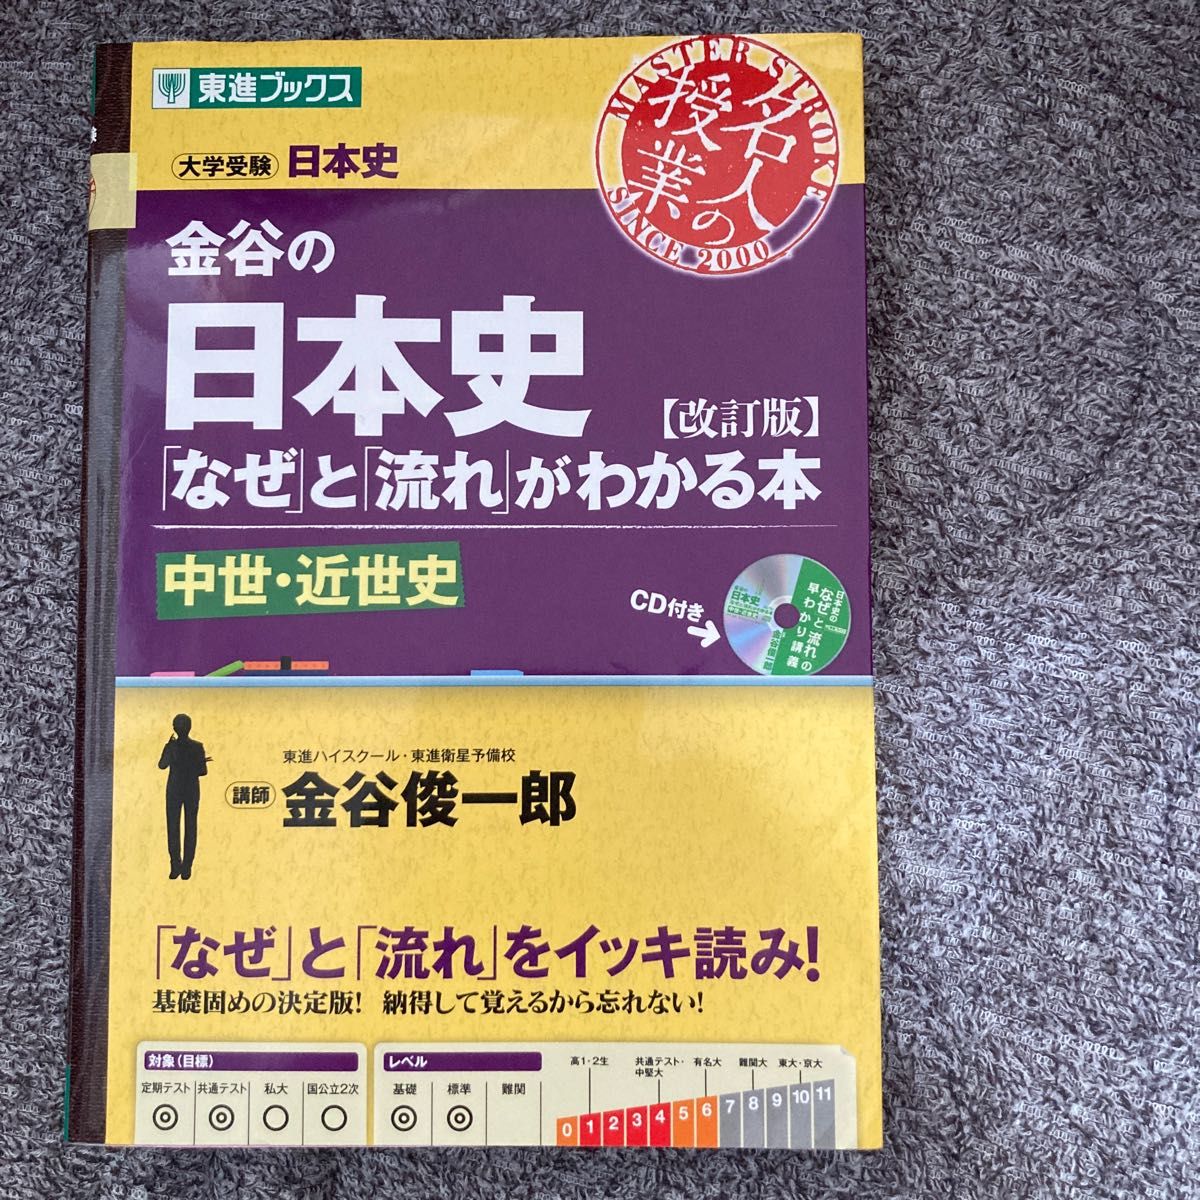 東進ブックス
MASTER STROKE
名人の
授業
SINCE 2000
大学受験 日本史
金谷の
日本史
【改訂版】
「なぜ」と「流れ」がわかる本
中世・近世史
CD付き
日本史
中世・近世史
日本史の
なぜと流れの
早わかり講義
東進ハイスクール・東進衛星予備校
講師 金谷俊一郎
「なぜ」と「流れ」をイッキ読み!
基礎固めの決定版! 納得して覚えるから忘れない!
対象(目標)
定期テスト 共通テスト 私大 国公立2次
◎ ◎ ○ ○
レベル
基礎 標準 難関
◎ ◎
高1・2生 共通テスト・中堅大 有名大 難関大 東大・京大
0 1 2 3 4 5 6 7 8 9 10 11